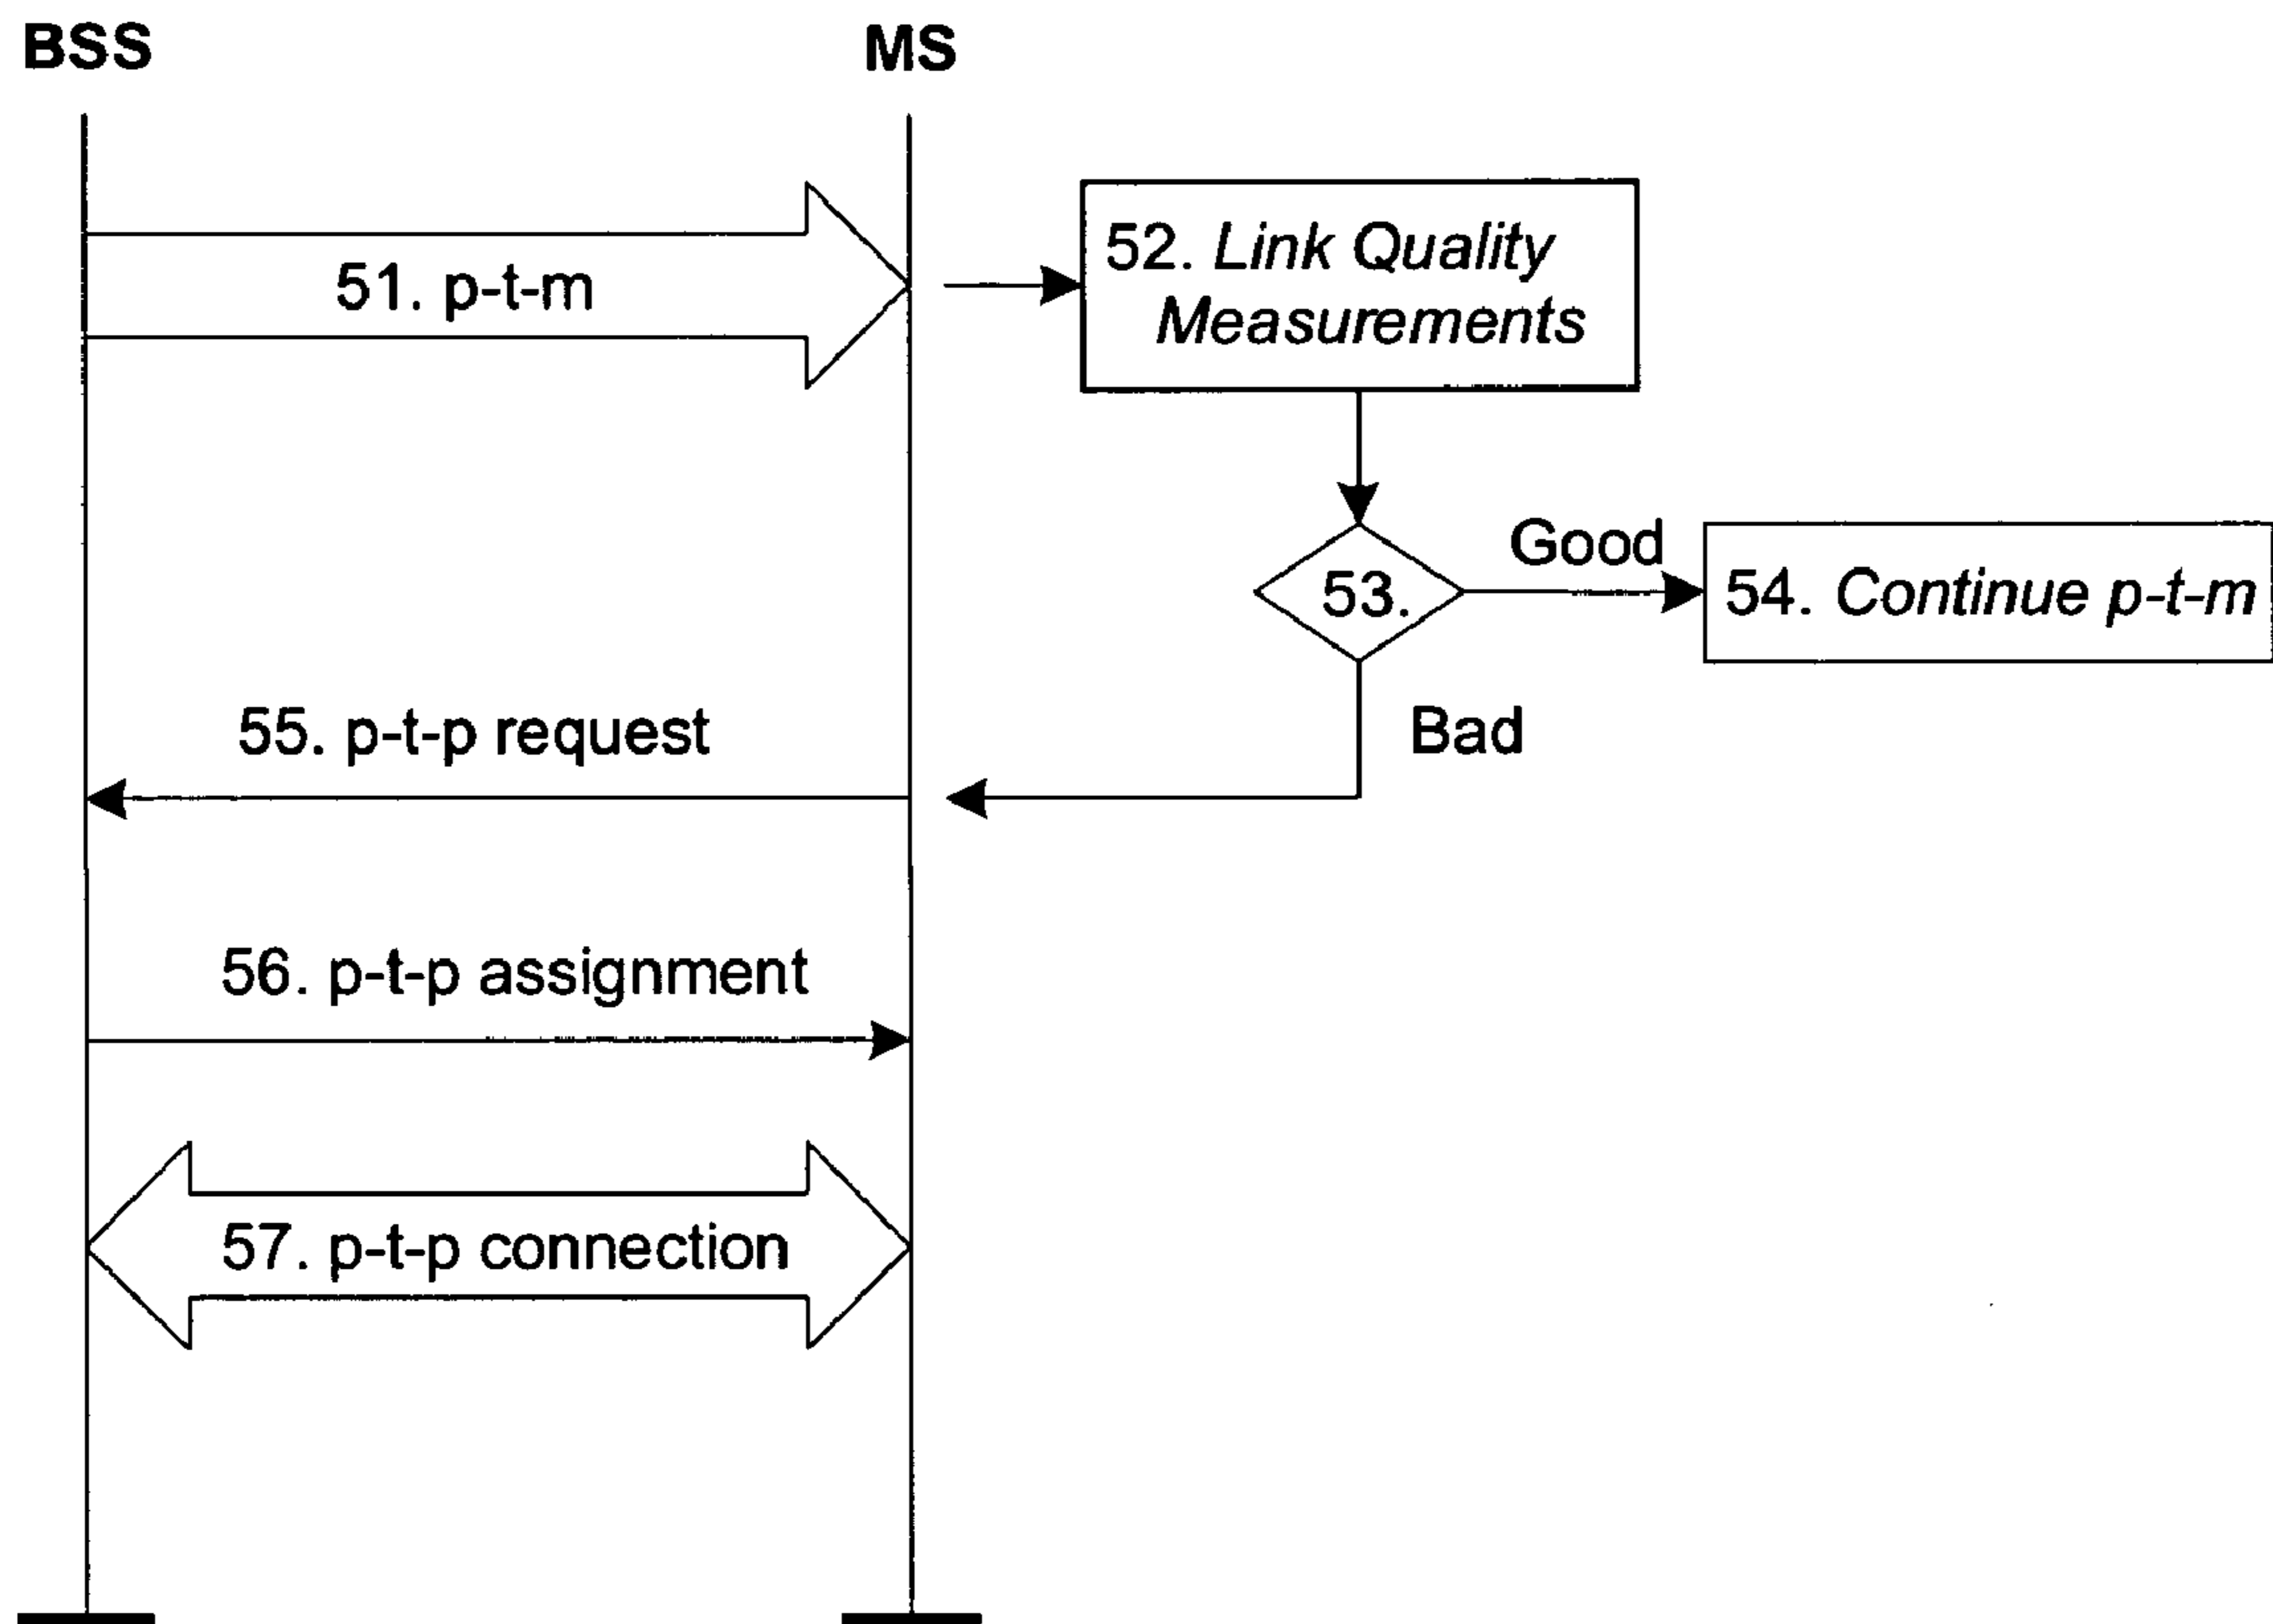 BSS
MS
51. p-t-m
52. Link Quality
Measurements
53.
Good
54. Continue p-t-m
55. p-t-p request
Bad
56. p-t-p assignment
57. p-t-p connection